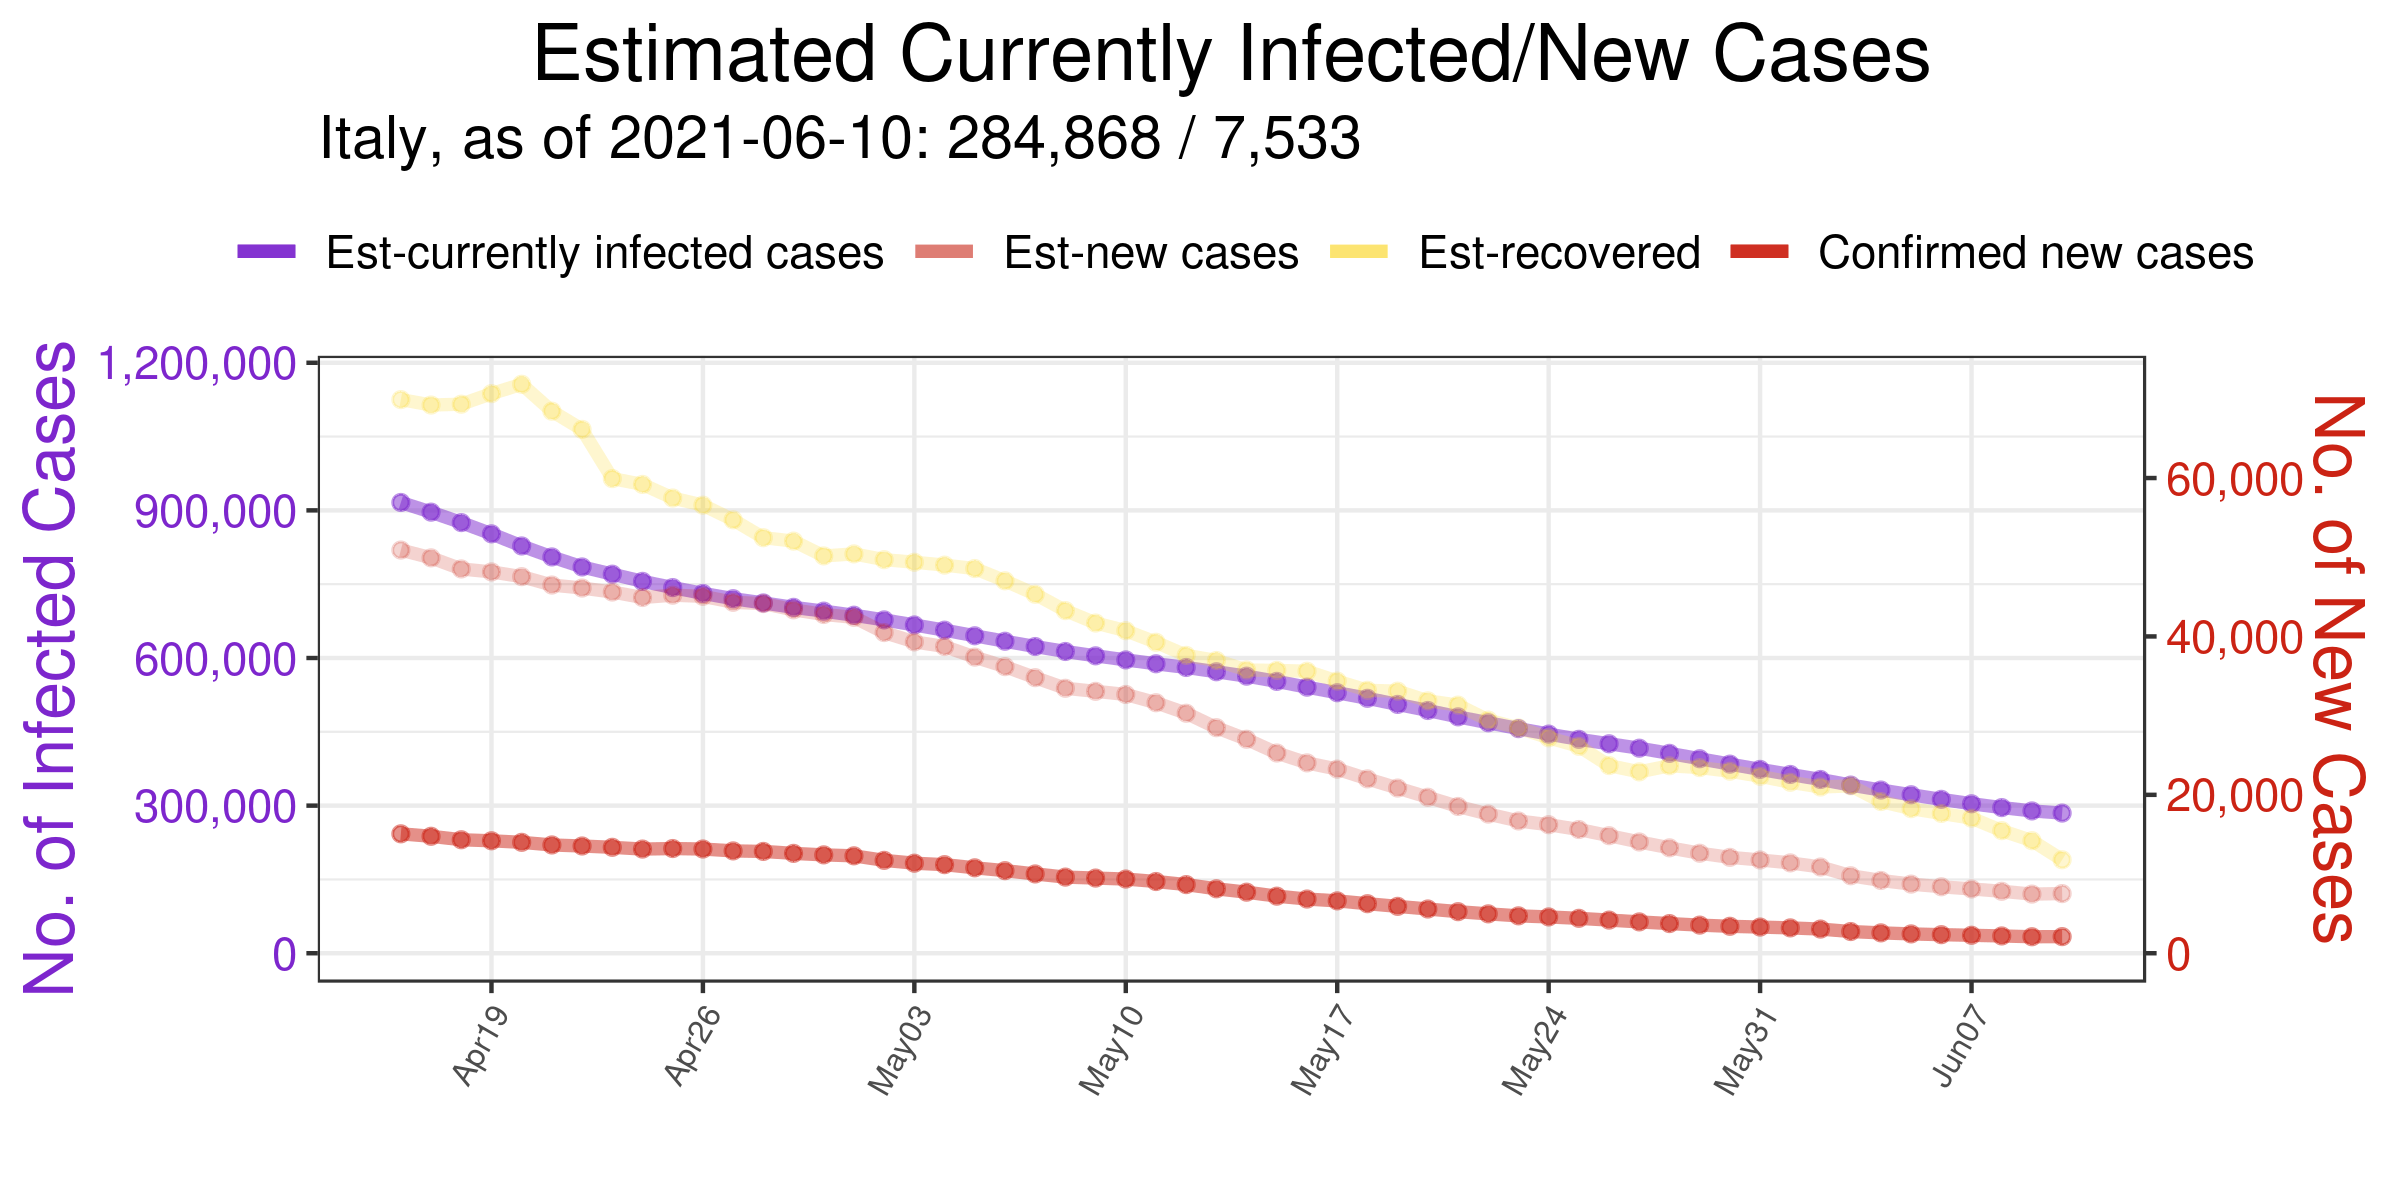 Estimated Currently Infected/New Cases
Italy, as of 2021-06-10: 284,868 / 7,533
Est-currently infected cases Est-new cases Est-recovered Confirmed new cases
No. of Infected Cases
1,200,000
900,000
600,000
300,000
0
60,000
40,000
20,000
0
No. of New Cases
Apr19 Apr26 May03 May10 May17 May24 May31 Jun07